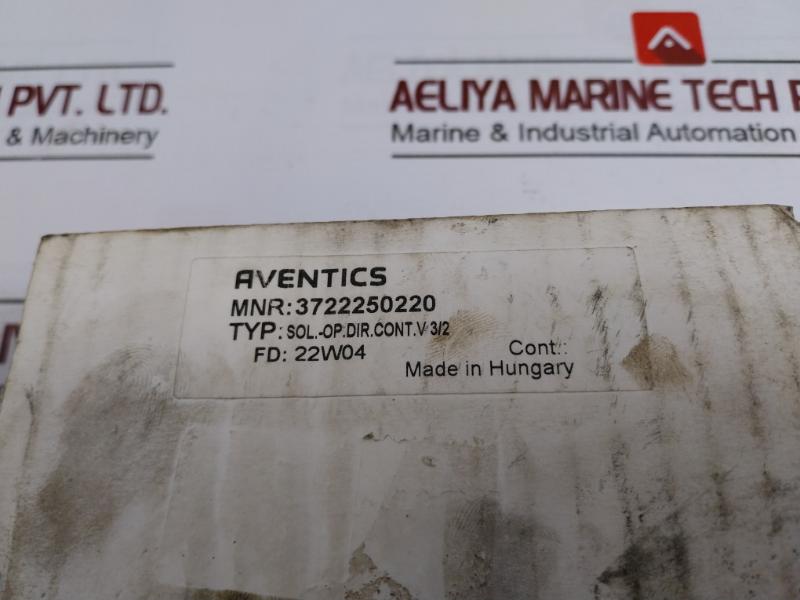 PVT. LTD.
& Machinery
AELIYA MARINE TECH
Marine & Industrial Automation
AVENTICS
MNR: 3722250220
TYP: SOL.-OP.DIR.CONT.V 3/2
FD: 22W04
Cont.:
Made in Hungary